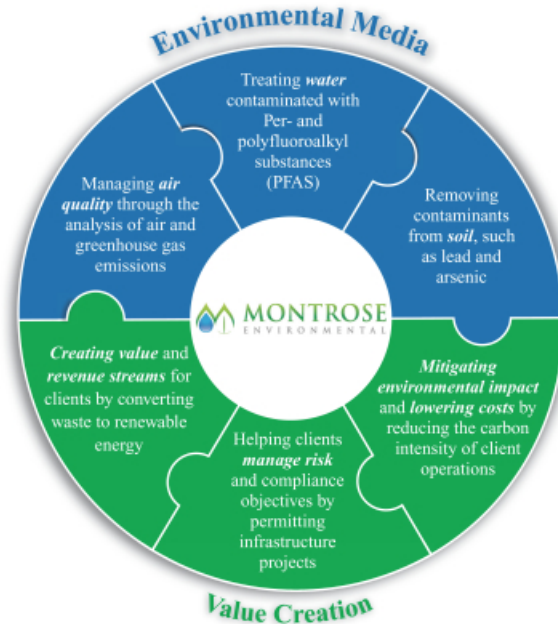 Environmental Media
Treating water
contaminated with
Per- and
polyfluoroalkyl
substances
(PFAS)
Managing air
quality through the
analysis of air and
greenhouse gas
emissions
Removing
contaminants
from soil, such
as lead and
arsenic
MONTROSE
ENVIRONMENTAL
Creating value and
revenue streams for
clients by converting
waste to renewable
energy
Helping clients
manage risk
and compliance
objectives by
permitting
infrastructure
projects
Mitigating
environmental impact
and lowering costs by
reducing the carbon
intensity of client
operations
Value Creation